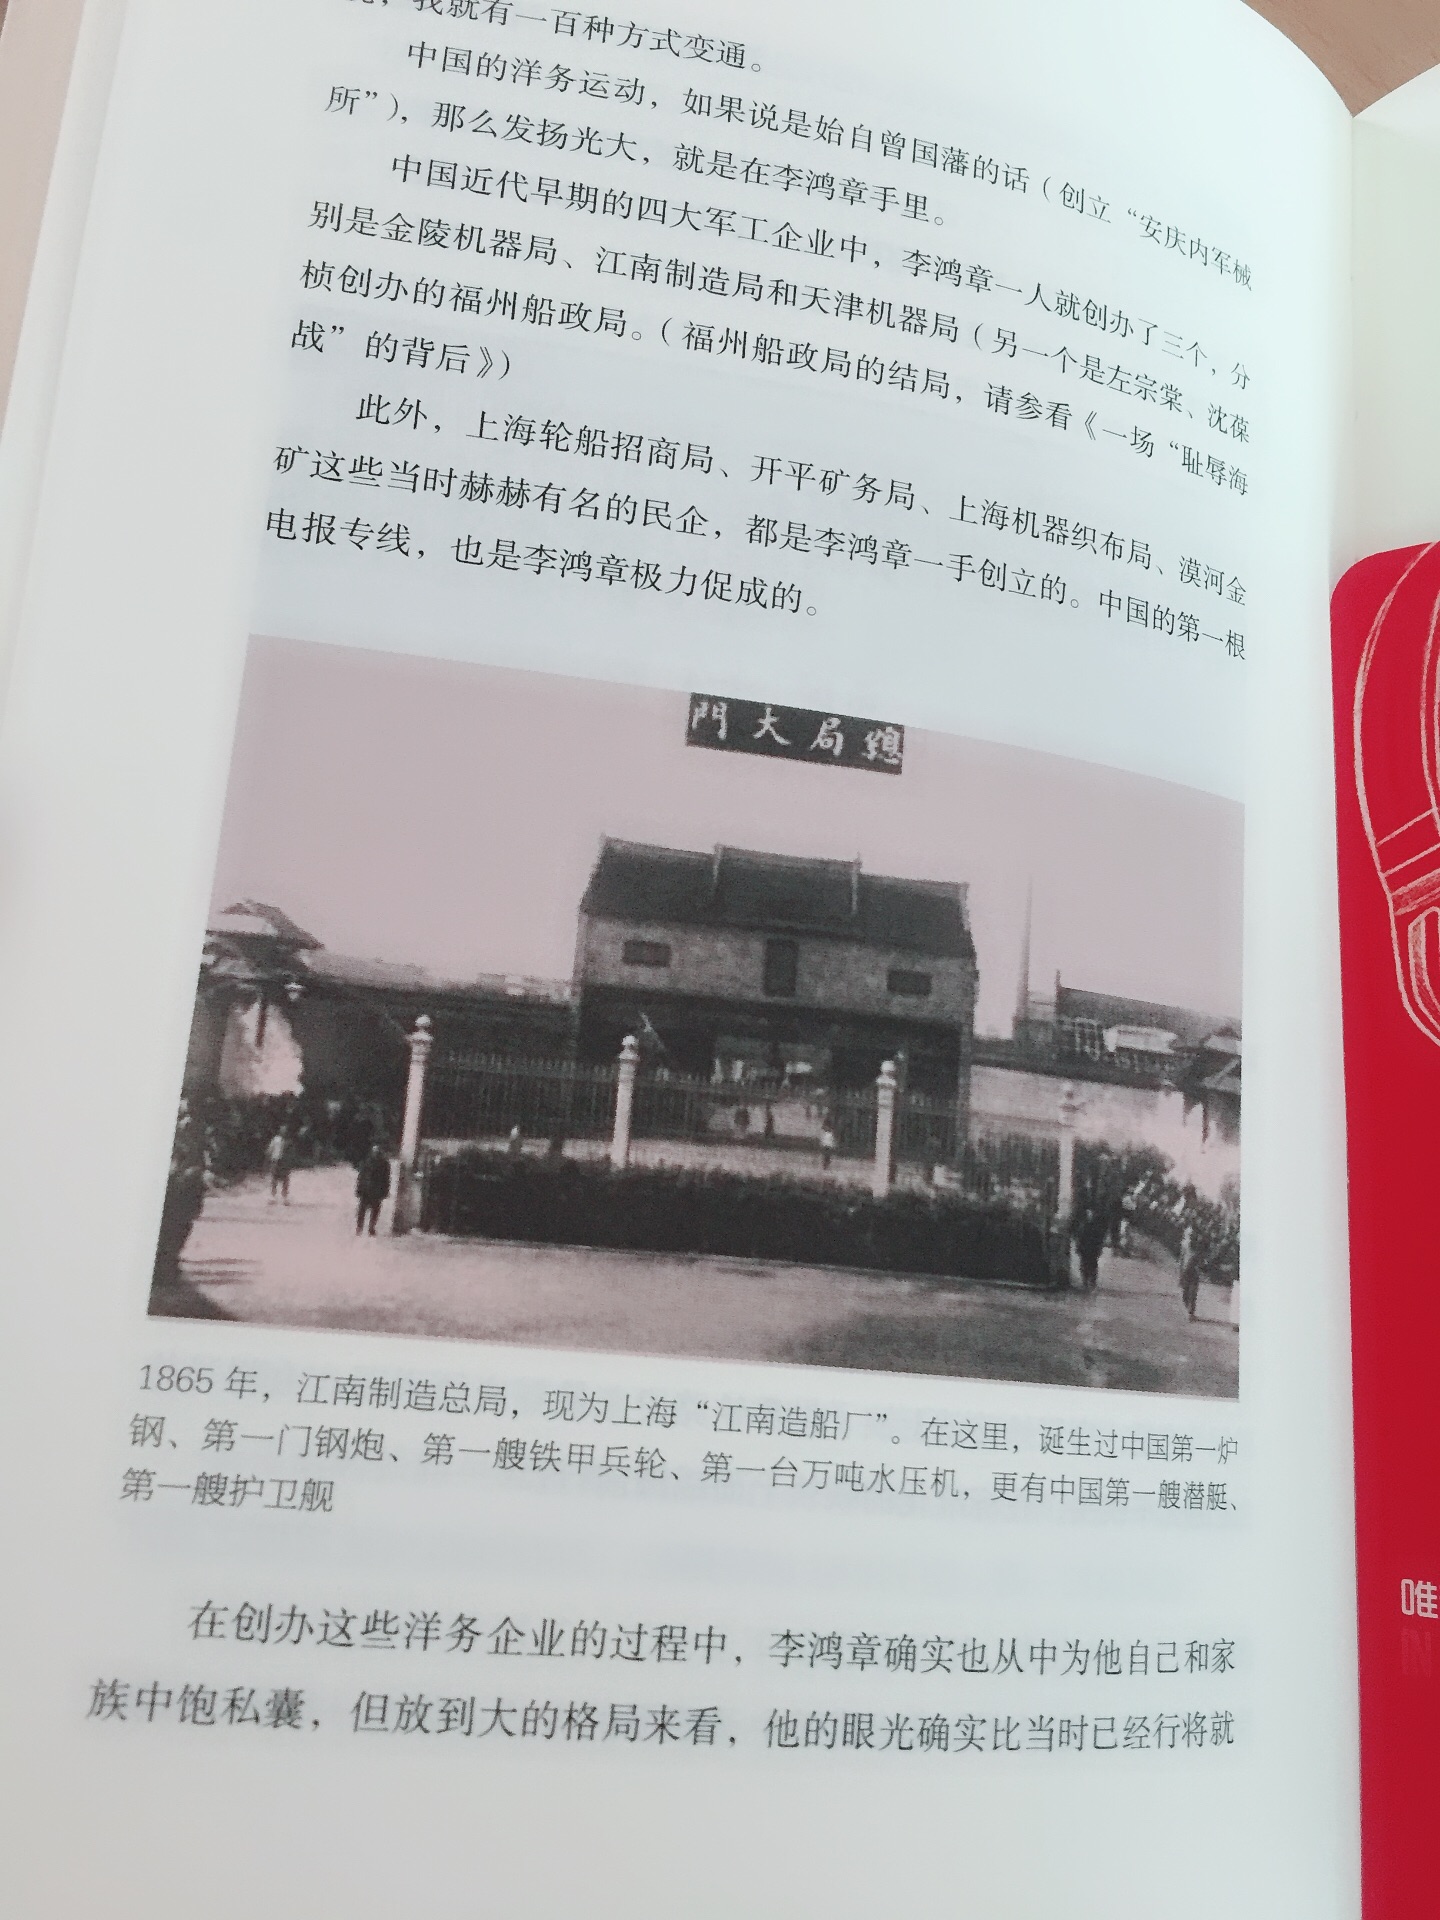 我就有一百种方式变通。
中国的洋务运动，如果说是始自曾国藩的话（创立“安庆内军械
所”），那么发扬光大，就是在李鸿章手里。
中国近代早期的四大军工企业中，李鸿章一人就创办了三个，分
别是金陵机器局、江南制造局和天津机器局（另一个是左宗棠、沈葆
桢创办的福州船政局。（福州船政局的结局，请参看《一场“耻辱海
战”的背后》）
此外，上海轮船招商局、开平矿务局、上海机器织布局、漠河金
矿这些当时赫赫有名的民企，都是李鸿章一手创立的。中国的第一根
电报专线，也是李鸿章极力促成的。
門大局總
1865 年，江南制造总局，现为上海“江南造船厂”。在这里，诞生过中国第一炉
钢、第一门钢炮、第一艘铁甲兵轮、第一台万吨水压机，更有中国第一艘潜艇、
第一艘护卫舰
在创办这些洋务企业的过程中，李鸿章确实也从中为他自己和家
族中饱私囊，但放到大的格局来看，他的眼光确实比当时已经行将就
唯
IN